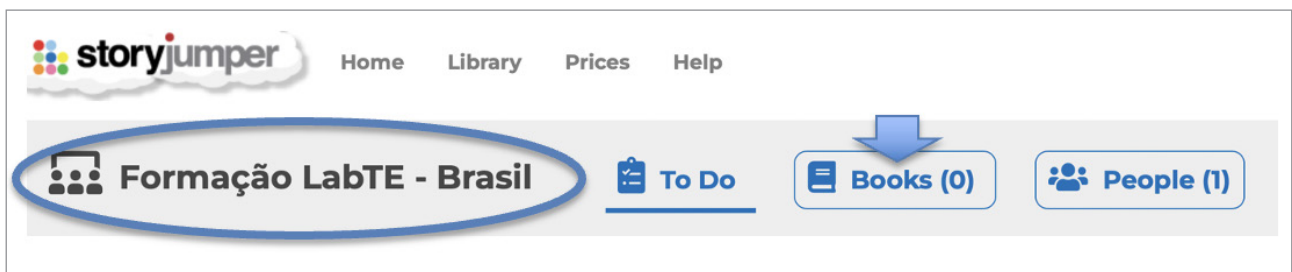 storyjumper Home Library Prices Help
Formação LabTE - Brasil To Do Books (0) People (1)